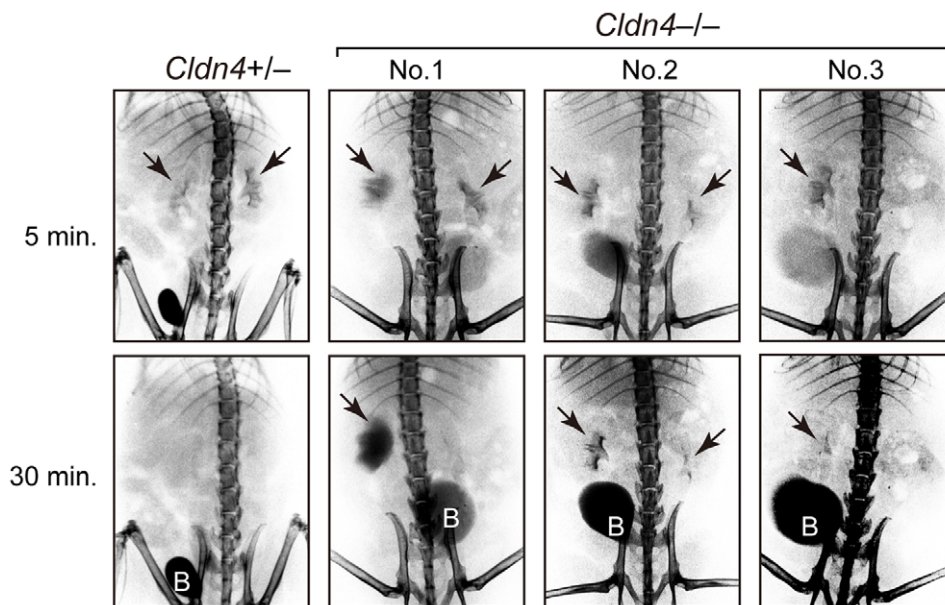 Cldn4–/–
Cldn4+/–
No.1
No.2
No.3
5 min.
30 min.
B
B
B
B